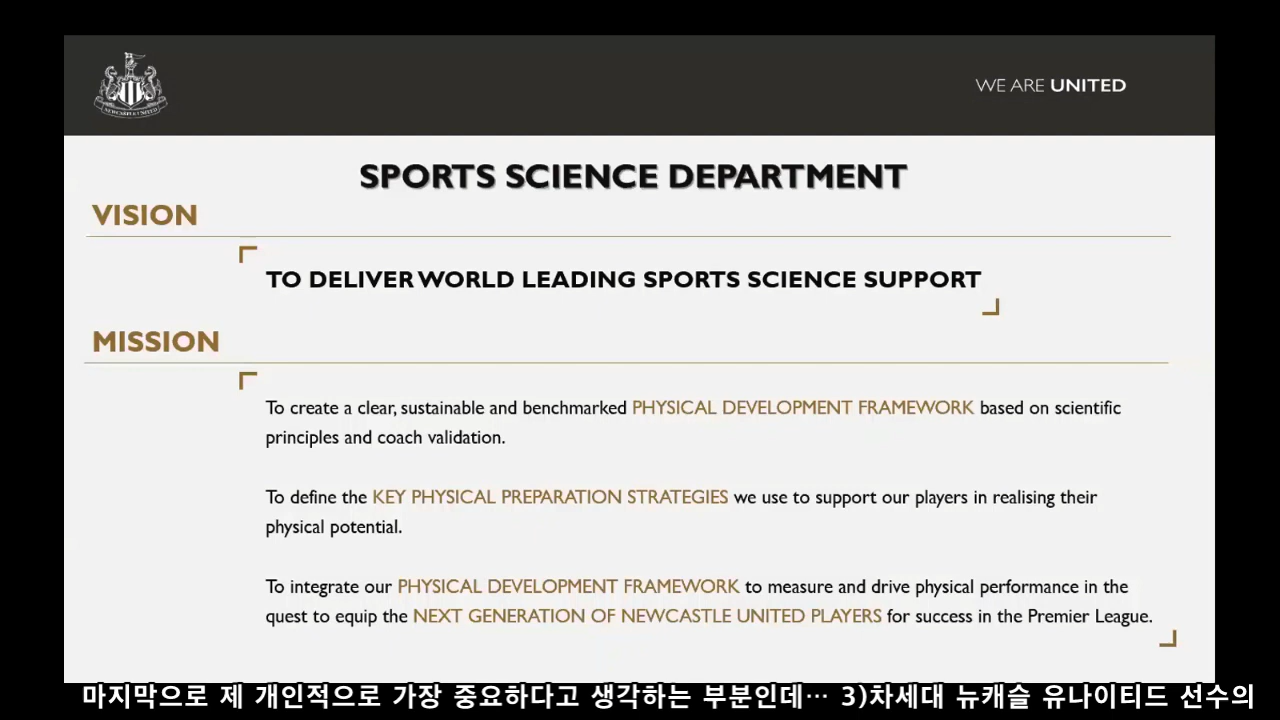 NEWCASTLE UNITED
WE ARE UNITED
SPORTS SCIENCE DEPARTMENT
VISION
TO DELIVER WORLD LEADING SPORTS SCIENCE SUPPORT
MISSION
To create a clear, sustainable and benchmarked PHYSICAL DEVELOPMENT FRAMEWORK based on scientific
principles and coach validation.
To define the KEY PHYSICAL PREPARATION STRATEGIES we use to support our players in realising their
physical potential.
To integrate our PHYSICAL DEVELOPMENT FRAMEWORK to measure and drive physical performance in the
quest to equip the NEXT GENERATION OF NEWCASTLE UNITED PLAYERS for success in the Premier League.
마지막으로 제 개인적으로 가장 중요하다고 생각하는 부분인데… 3)차세대 뉴캐슬 유나이티드 선수의